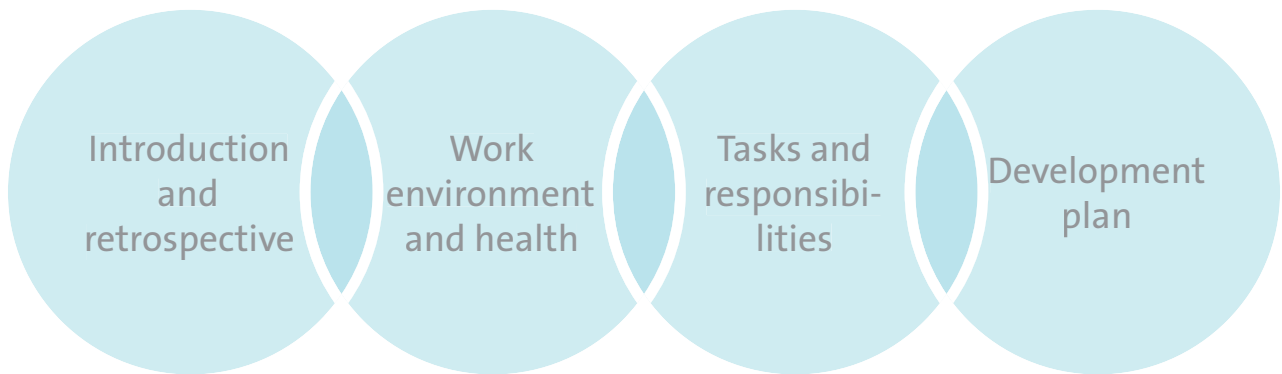 Introduction
and
retrospective
Work
environment
and health
Tasks and
responsibi-
lities
Development
plan